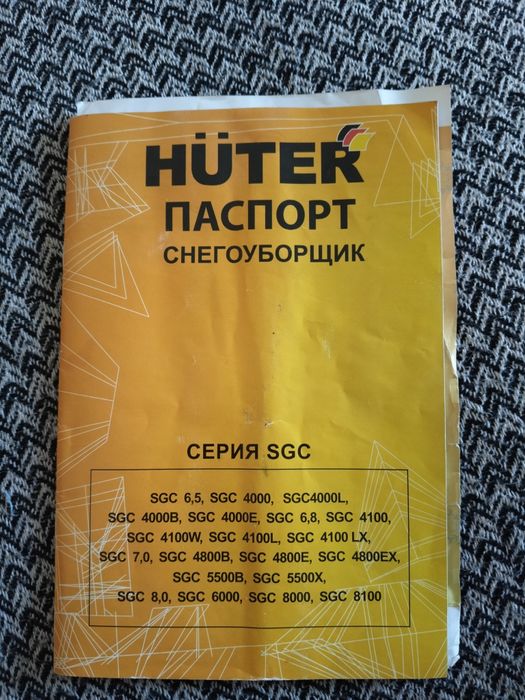 HÜTER
ПАСПОРТ
СНЕГОУБОРЩИК
СЕРИЯ SGC
SGC 6,5, SGC 4000, SGC4000L,
SGC 4000B, SGC 4000E, SGC 6,8, SGC 4100,
SGC 4100W, SGC 4100L, SGC 4100 LX,
SGC 7,0, SGC 4800B, SGC 4800E, SGC 4800EX,
SGC 5500B, SGC 5500X,
SGC 8,0, SGC 6000, SGC 8000, SGC 8100